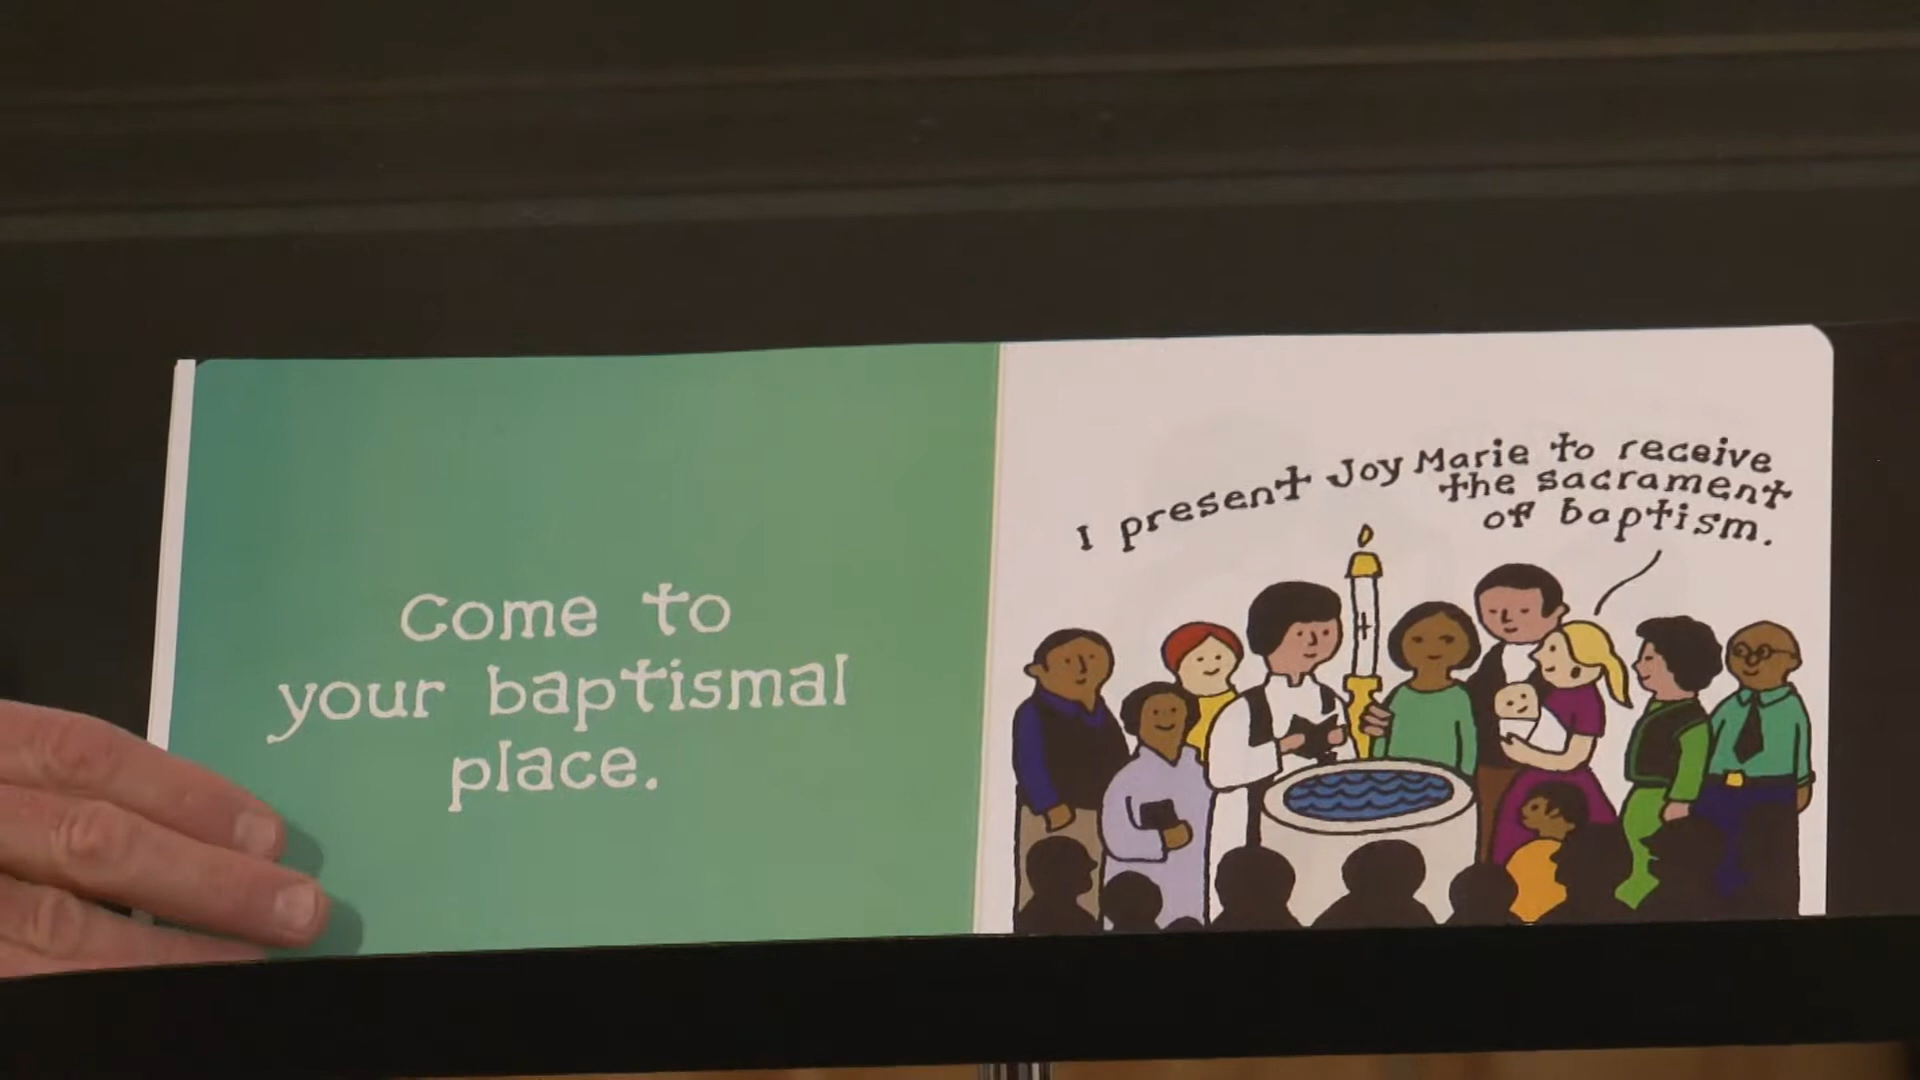 Come to
your baptismal
place.
I present Joy Marie to receive
the sacrament
of baptism.